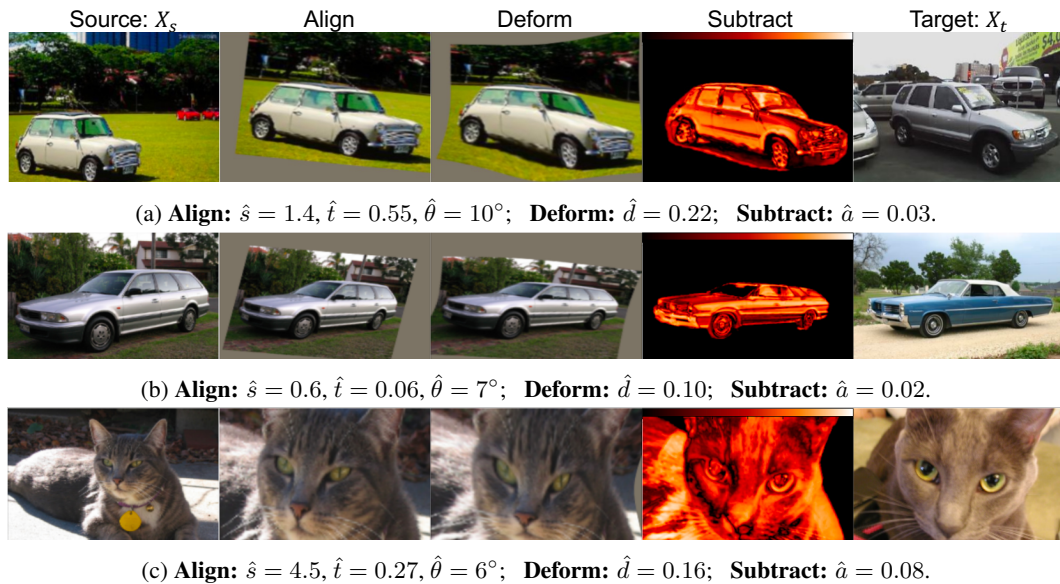 Source: X_s Align Deform Subtract Target: X_t
(a) Align: ŝ = 1.4, t̂ = 0.55, θ̂ = 10°; Deform: d̂ = 0.22; Subtract: â = 0.03.
(b) Align: ŝ = 0.6, t̂ = 0.06, θ̂ = 7°; Deform: d̂ = 0.10; Subtract: â = 0.02.
(c) Align: ŝ = 4.5, t̂ = 0.27, θ̂ = 6°; Deform: d̂ = 0.16; Subtract: â = 0.08.